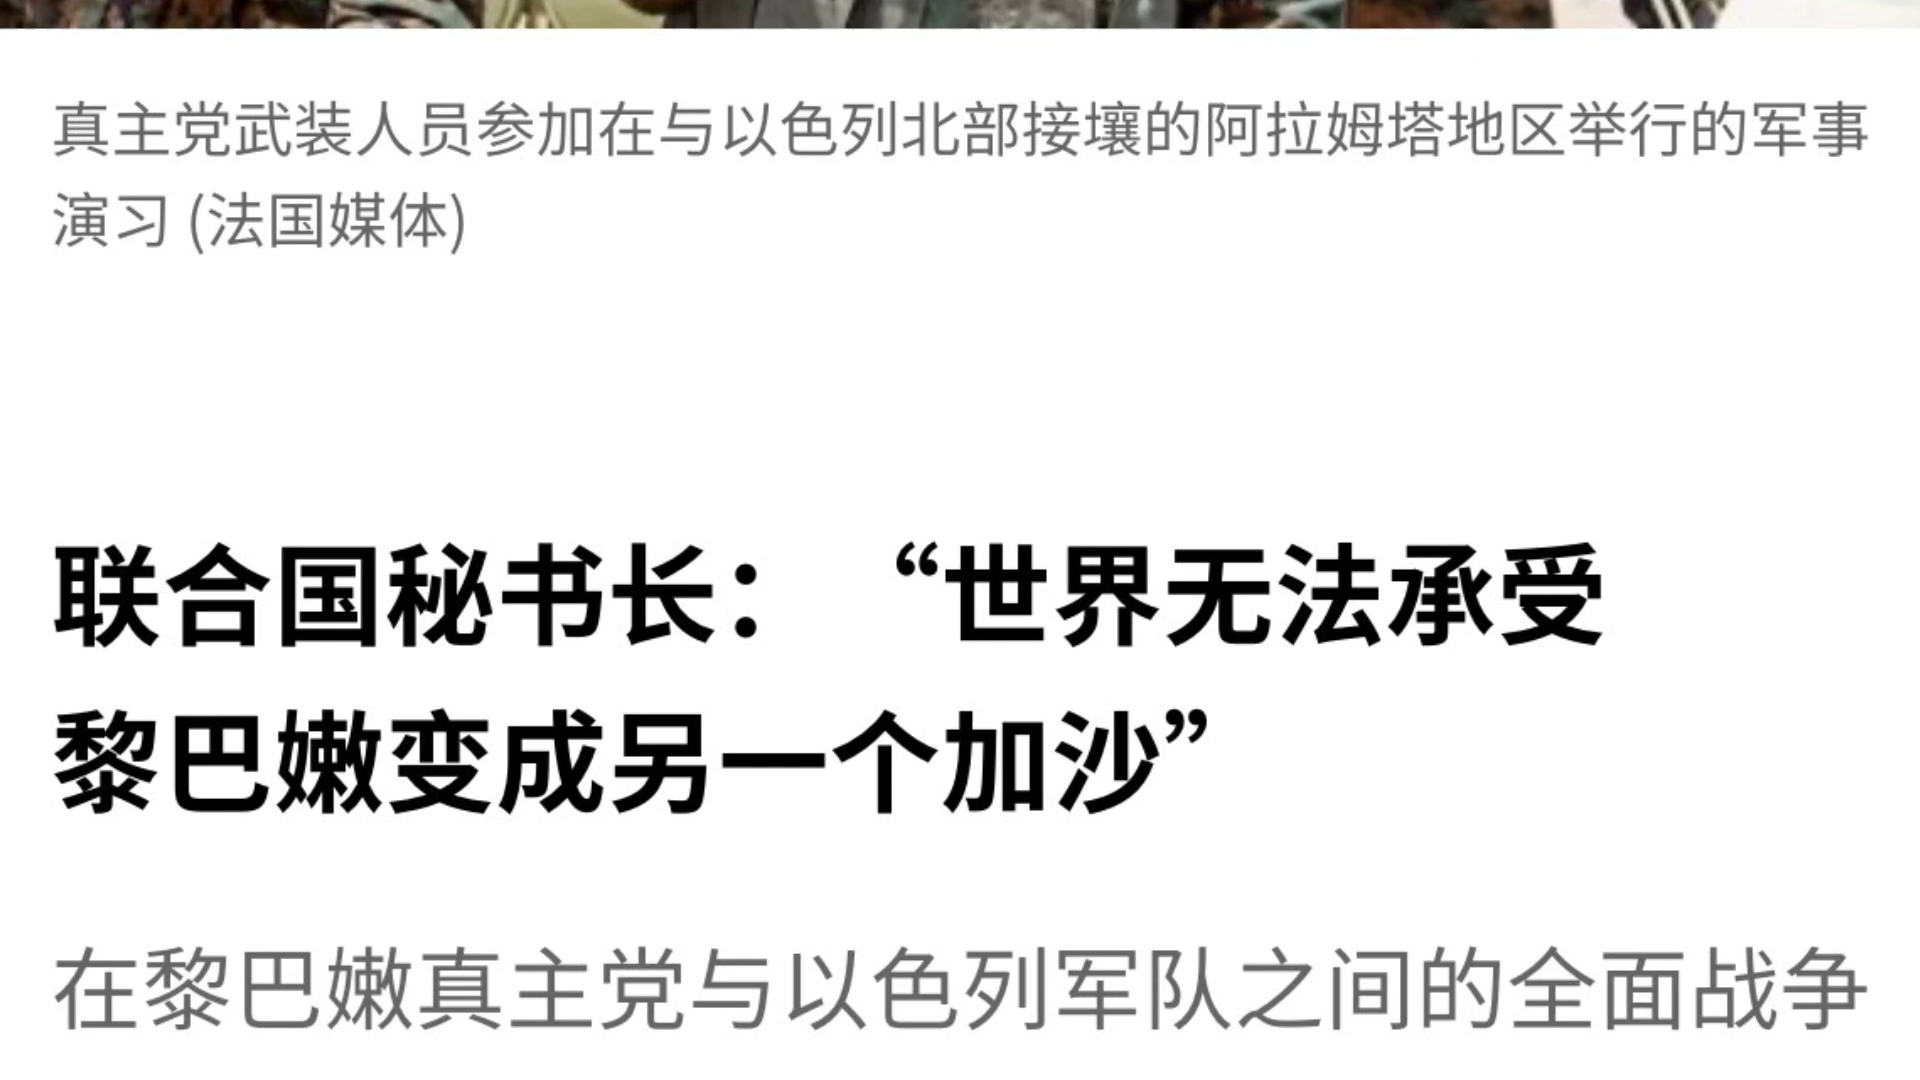 真主党武装人员参加在与以色列北部接壤的阿拉姆塔地区举行的军事
演习 (法国媒体)
联合国秘书长：“世界无法承受
黎巴嫩变成另一个加沙”
在黎巴嫩真主党与以色列军队之间的全面战争